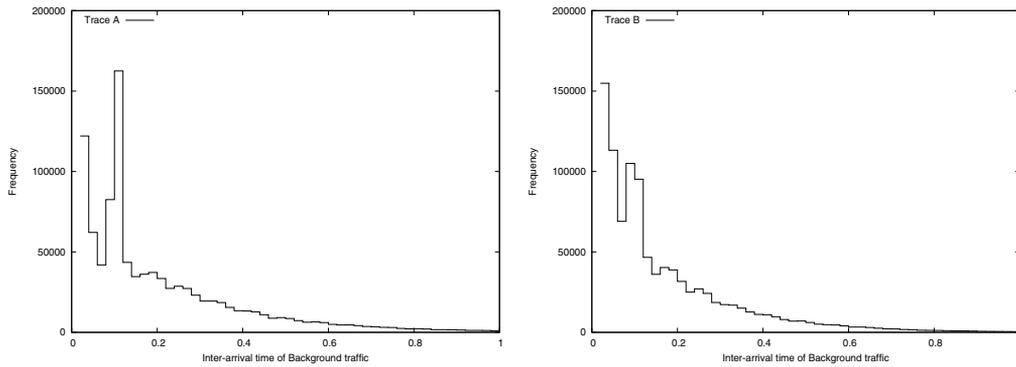 Trace A
200000
150000
100000
50000
0
Frequency
0 0.2 0.4 0.6 0.8 1
Inter-arrival time of Background traffic
Trace B
200000
150000
100000
50000
0
Frequency
0 0.2 0.4 0.6 0.8
Inter-arrival time of Background traffic